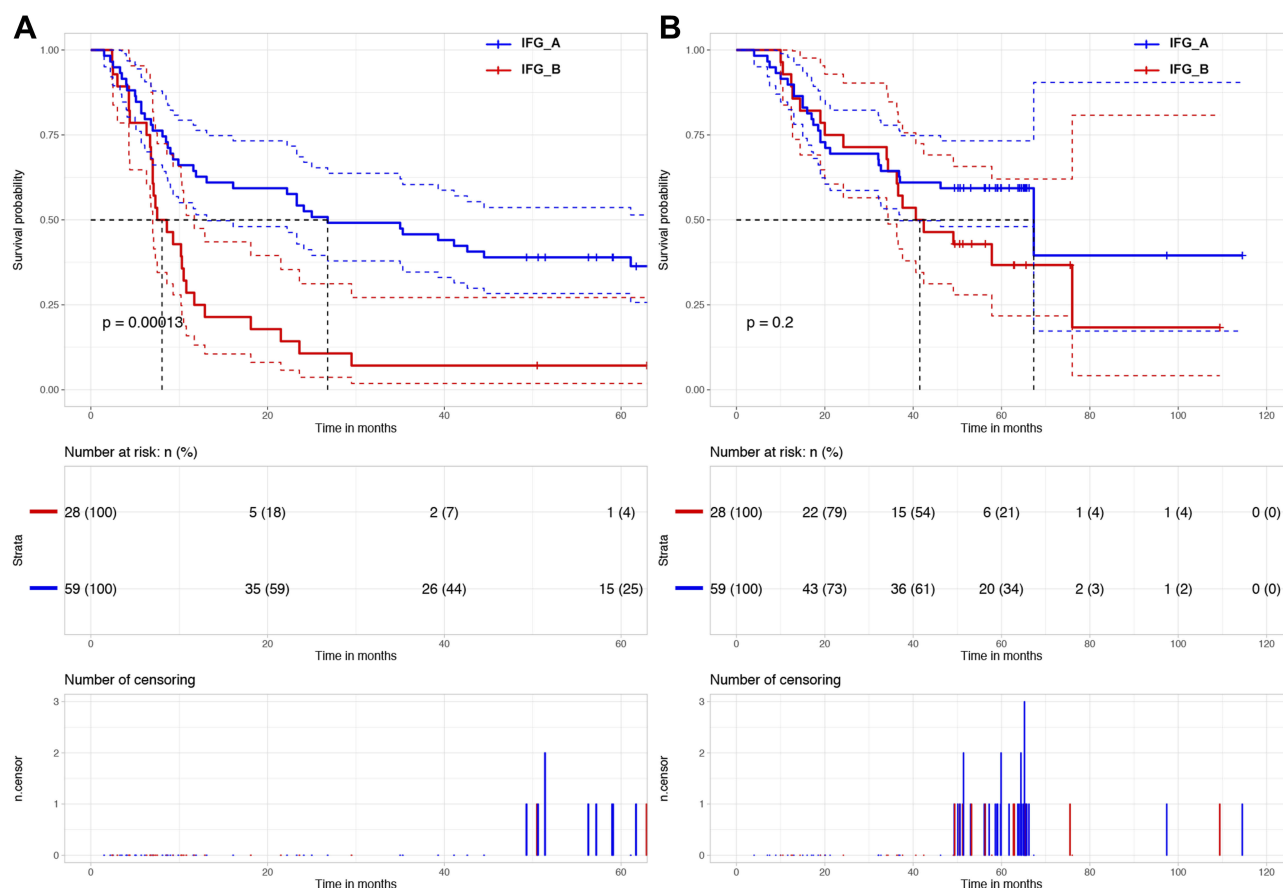 A
IFG_A
IFG_B
Survival probability
1.00
0.75
0.50
0.25
0.00
p = 0.00013
0 20 40 60
Time in months
Number at risk: n (%)
Strata
28 (100) 5 (18) 2 (7) 1 (4)
59 (100) 35 (59) 26 (44) 15 (25)
0 20 40 60
Time in months
Number of censoring
n.censor
3
2
1
0
0 20 40 60
Time in months
B
IFG_A
IFG_B
Survival probability
1.00
0.75
0.50
0.25
0.00
p = 0.2
0 20 40 60 80 100 120
Time in months
Number at risk: n (%)
Strata
28 (100) 22 (79) 15 (54) 6 (21) 1 (4) 1 (4) 0 (0)
59 (100) 43 (73) 36 (61) 20 (34) 2 (3) 1 (2) 0 (0)
0 20 40 60 80 100 120
Time in months
Number of censoring
n.censor
3
2
1
0
0 20 40 60 80 100 120
Time in months